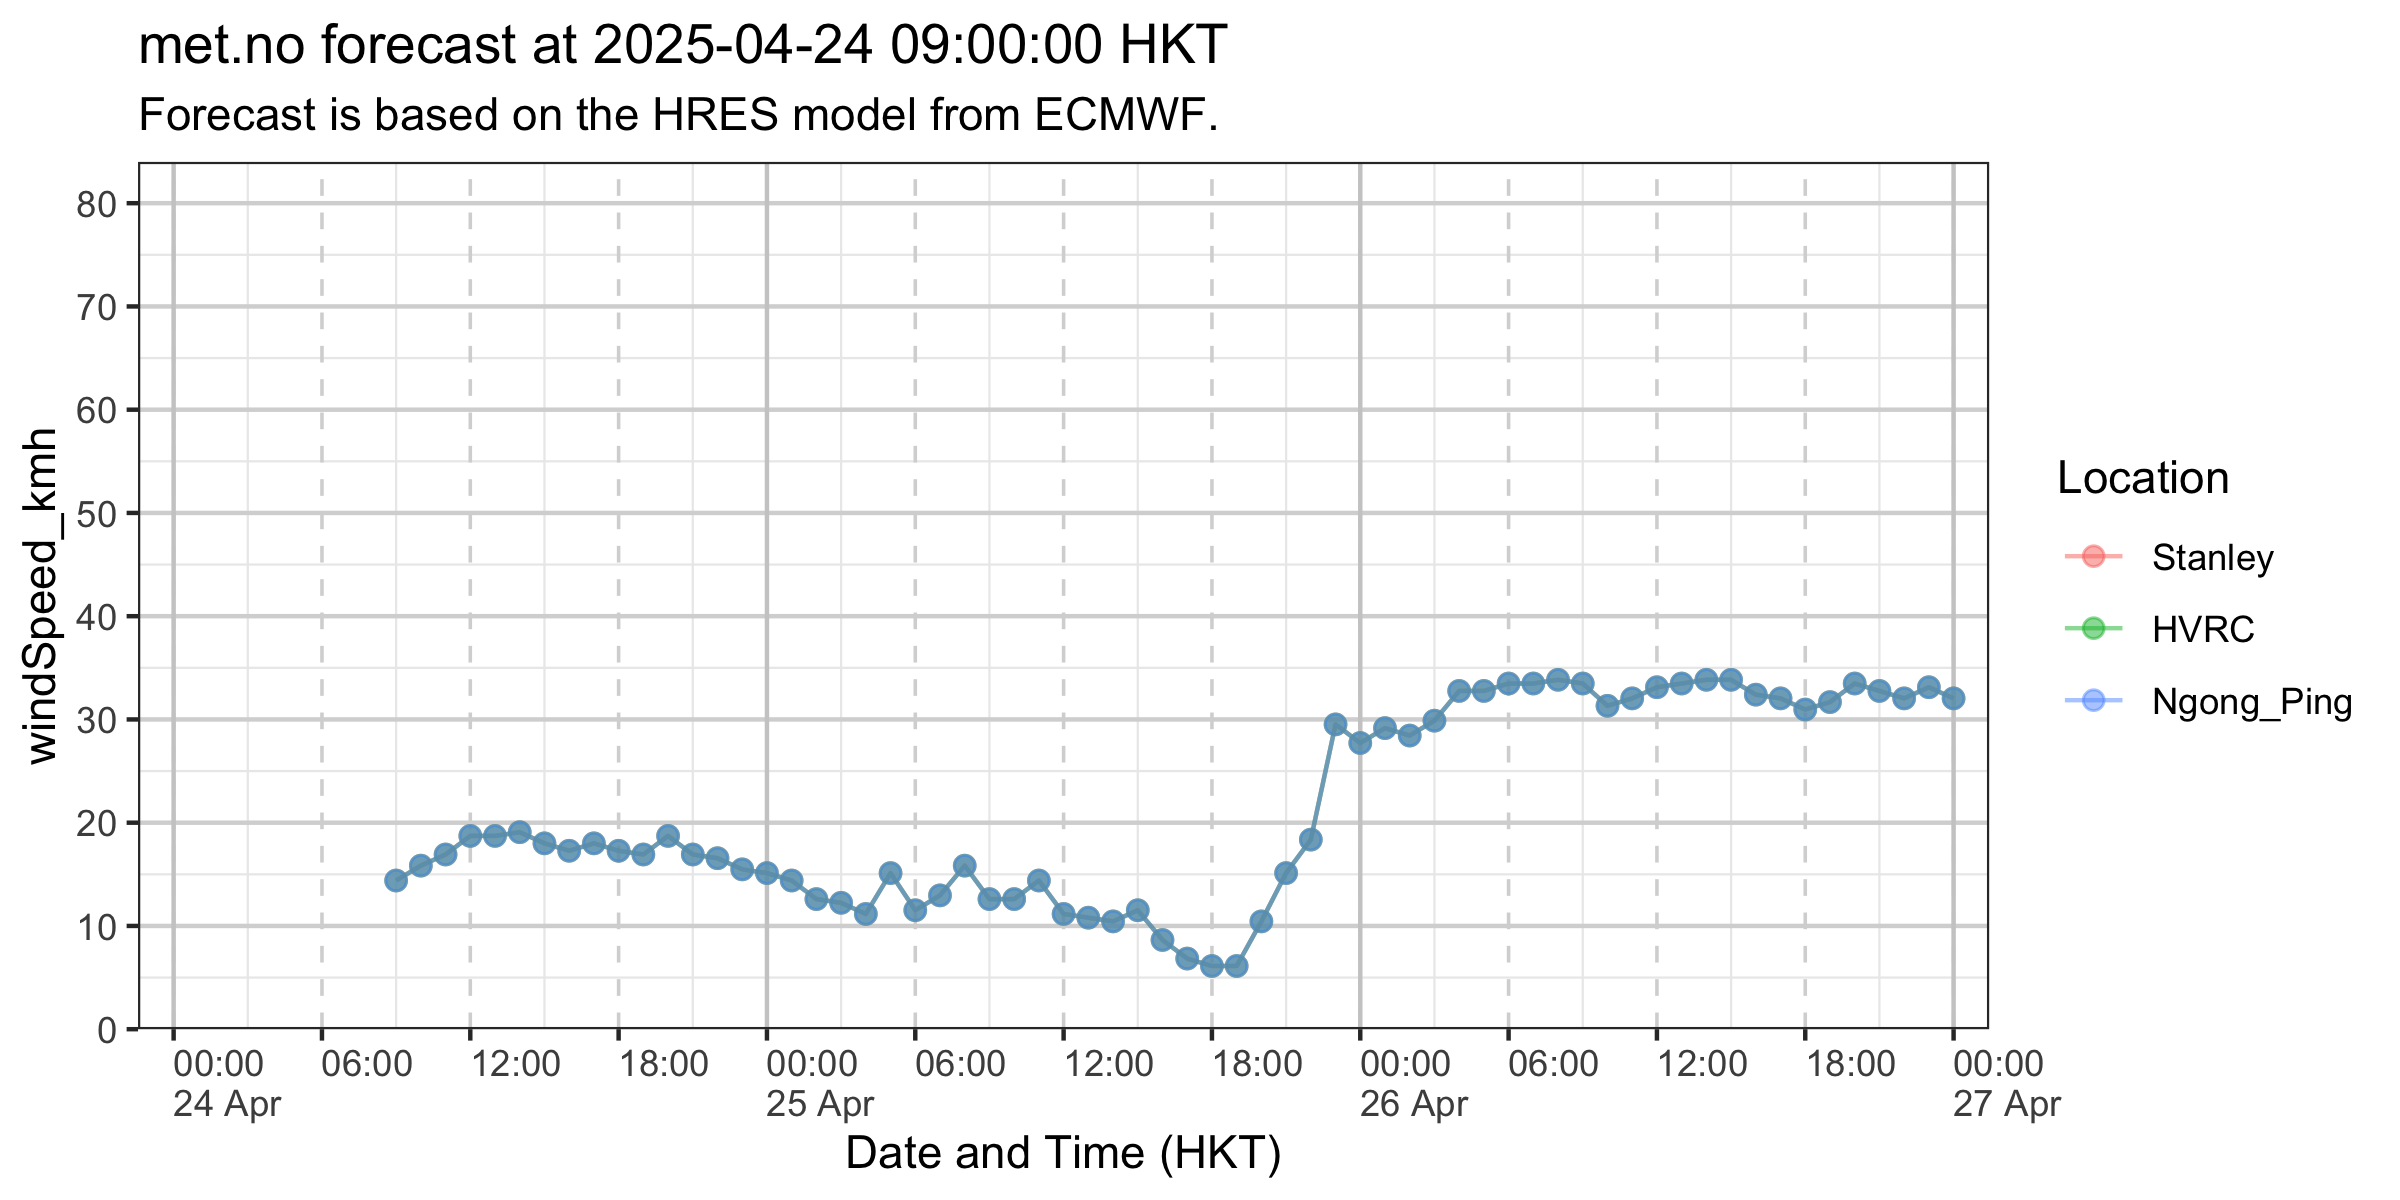 met.no forecast at 2025-04-24 09:00:00 HKT
Forecast is based on the HRES model from ECMWF.
windSpeed_kmh
80
70
60
50
40
30
20
10
0
00:00 06:00 12:00 18:00 00:00 06:00 12:00 18:00 00:00 06:00 12:00 18:00 00:00
24 Apr 25 Apr 26 Apr 27 Apr
Date and Time (HKT)
Location
Stanley
HVRC
Ngong_Ping